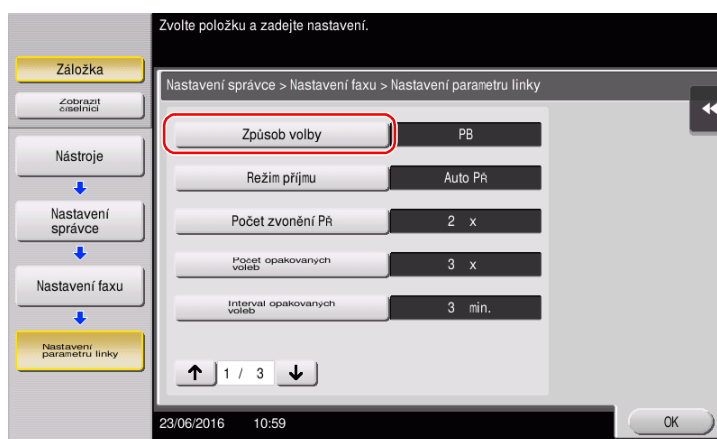 Zvolte položku a zadejte nastavení.
Záložka
Zobrazit
číselníci
Nástroje
Nastavení
správce
Nastavení faxu
Nastavení
parametru linky
Nastavení správce > Nastavení faxu > Nastavení parametru linky
Způsob volby
PB
Režim příjmu
Auto PŘ
Počet zvonění PŘ
2 x
Počet opakovaných
voleb
3 x
Interval opakovaných
voleb
3 min.
1 / 3
23/06/2016 10:59
OK